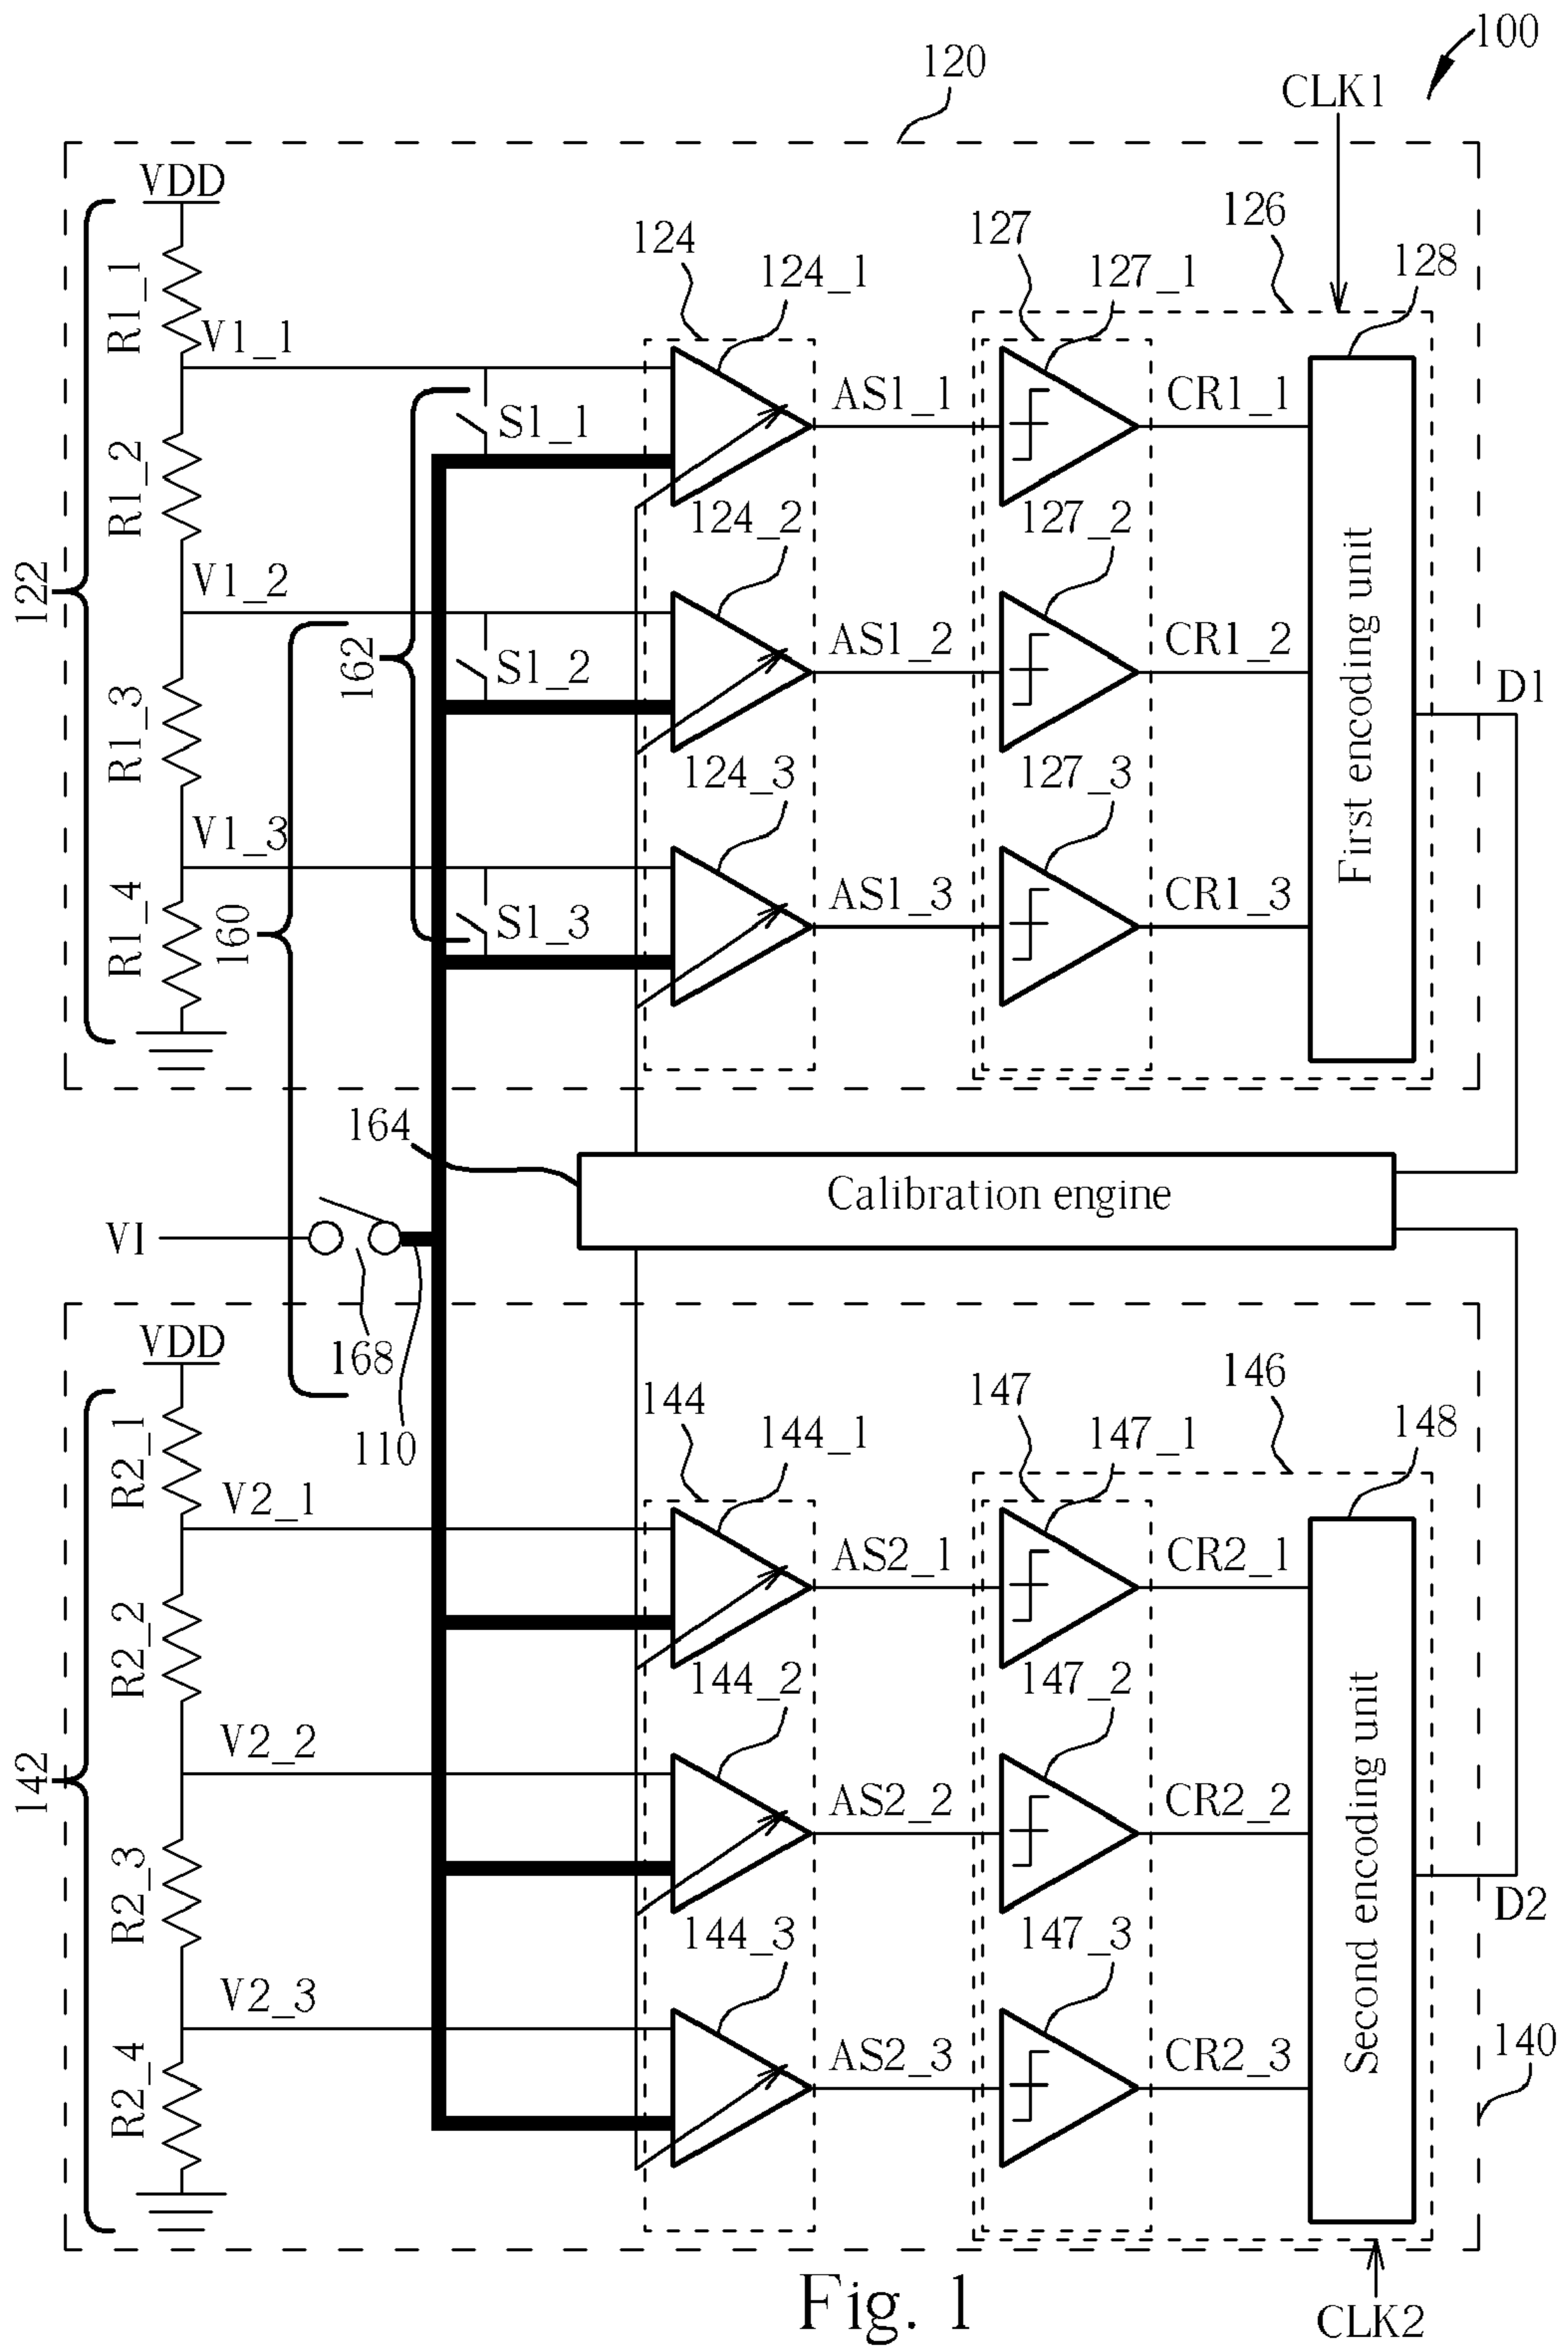 100
120
CLK1
VDD
126
127
124
124_1
127_1
128
R1_1
V1_1
AS1_1
CR1_1
S1_1
R1_2
124_2
127_2
122
V1_2
162
S1_2
AS1_2
CR1_2
First encoding unit
D1
R1_3
124_3
127_3
V1_3
160
S1_3
AS1_3
CR1_3
R1_4
164
Calibration engine
VI
168
110
VDD
146
147
144
144_1
147_1
148
R2_1
V2_1
AS2_1
CR2_1
R2_2
144_2
147_2
142
V2_2
AS2_2
CR2_2
Second encoding unit
D2
R2_3
144_3
147_3
V2_3
AS2_3
CR2_3
140
R2_4
Fig. 1
CLK2